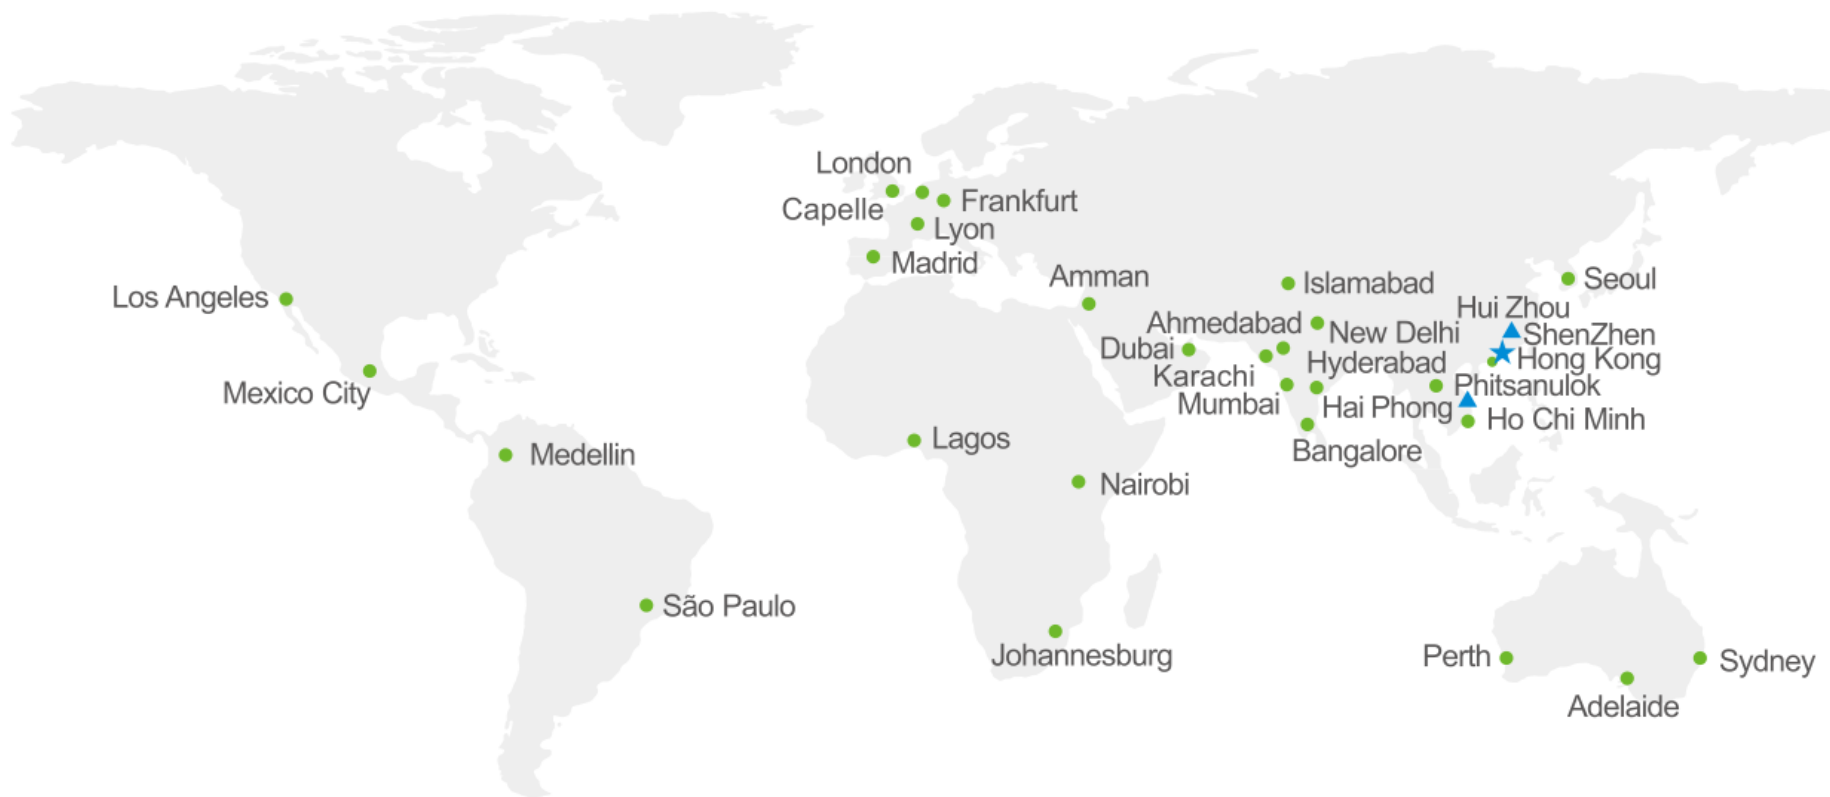 London
Capelle
Frankfurt
Lyon
Madrid
Amman
Islamabad
Seoul
Los Angeles
Hui Zhou
Ahmedabad
New Delhi
ShenZhen
Dubai
Hyderabad
Hong Kong
Karachi
Phitsanulok
Mexico City
Mumbai
Hai Phong
Ho Chi Minh
Medellin
Lagos
Bangalore
Nairobi
São Paulo
Johannesburg
Perth
Sydney
Adelaide